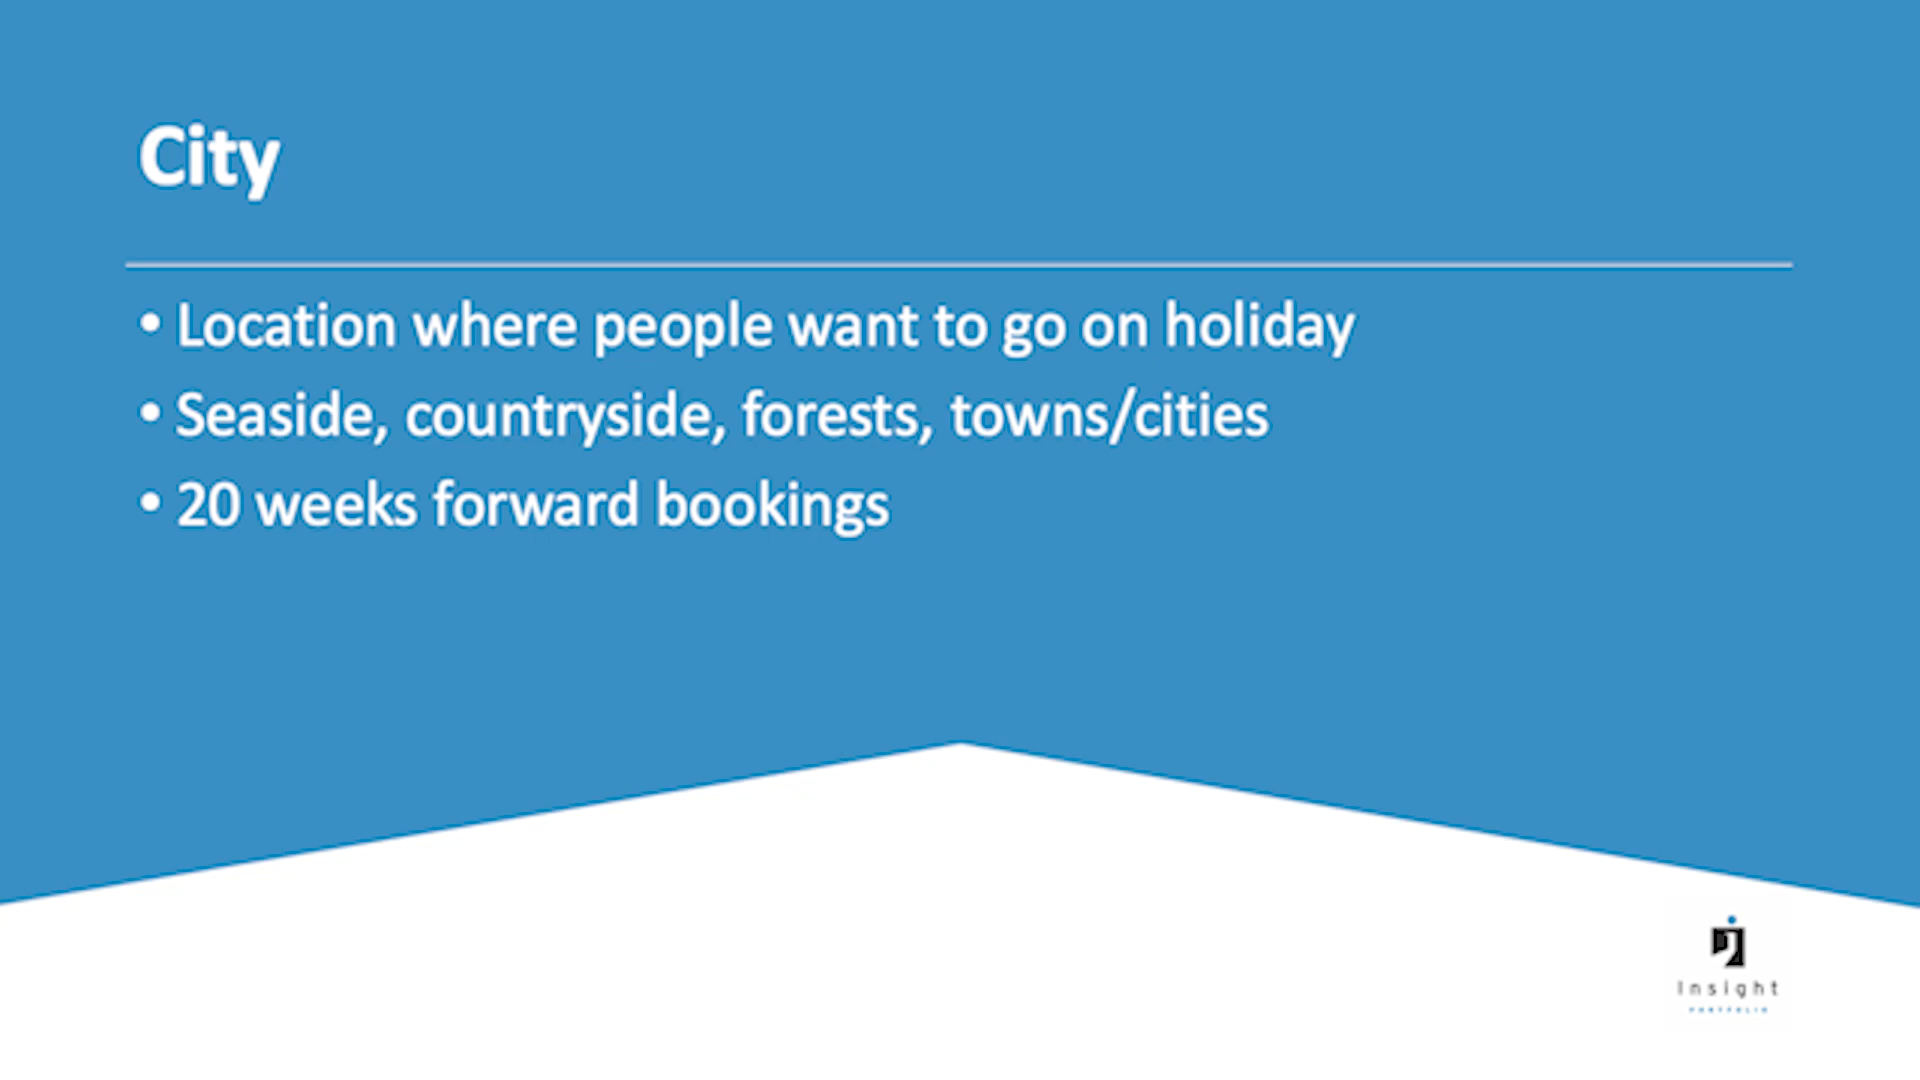 City
• Location where people want to go on holiday
• Seaside, countryside, forests, towns/cities
• 20 weeks forward bookings
Insight
PORTFOLIO